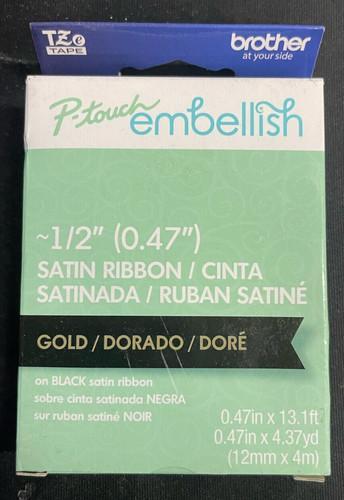 TZe
TAPE
brother
at your side
P-touch embellish
~1/2" (0.47")
SATIN RIBBON / CINTA
SATINADA / RUBAN SATINÉ
GOLD / DORADO / DORÉ
on BLACK satin ribbon
sobre cinta satinada NEGRA
sur ruban satiné NOIR
0.47in x 13.1ft
0.47in x 4.37yd
(12mm x 4m)